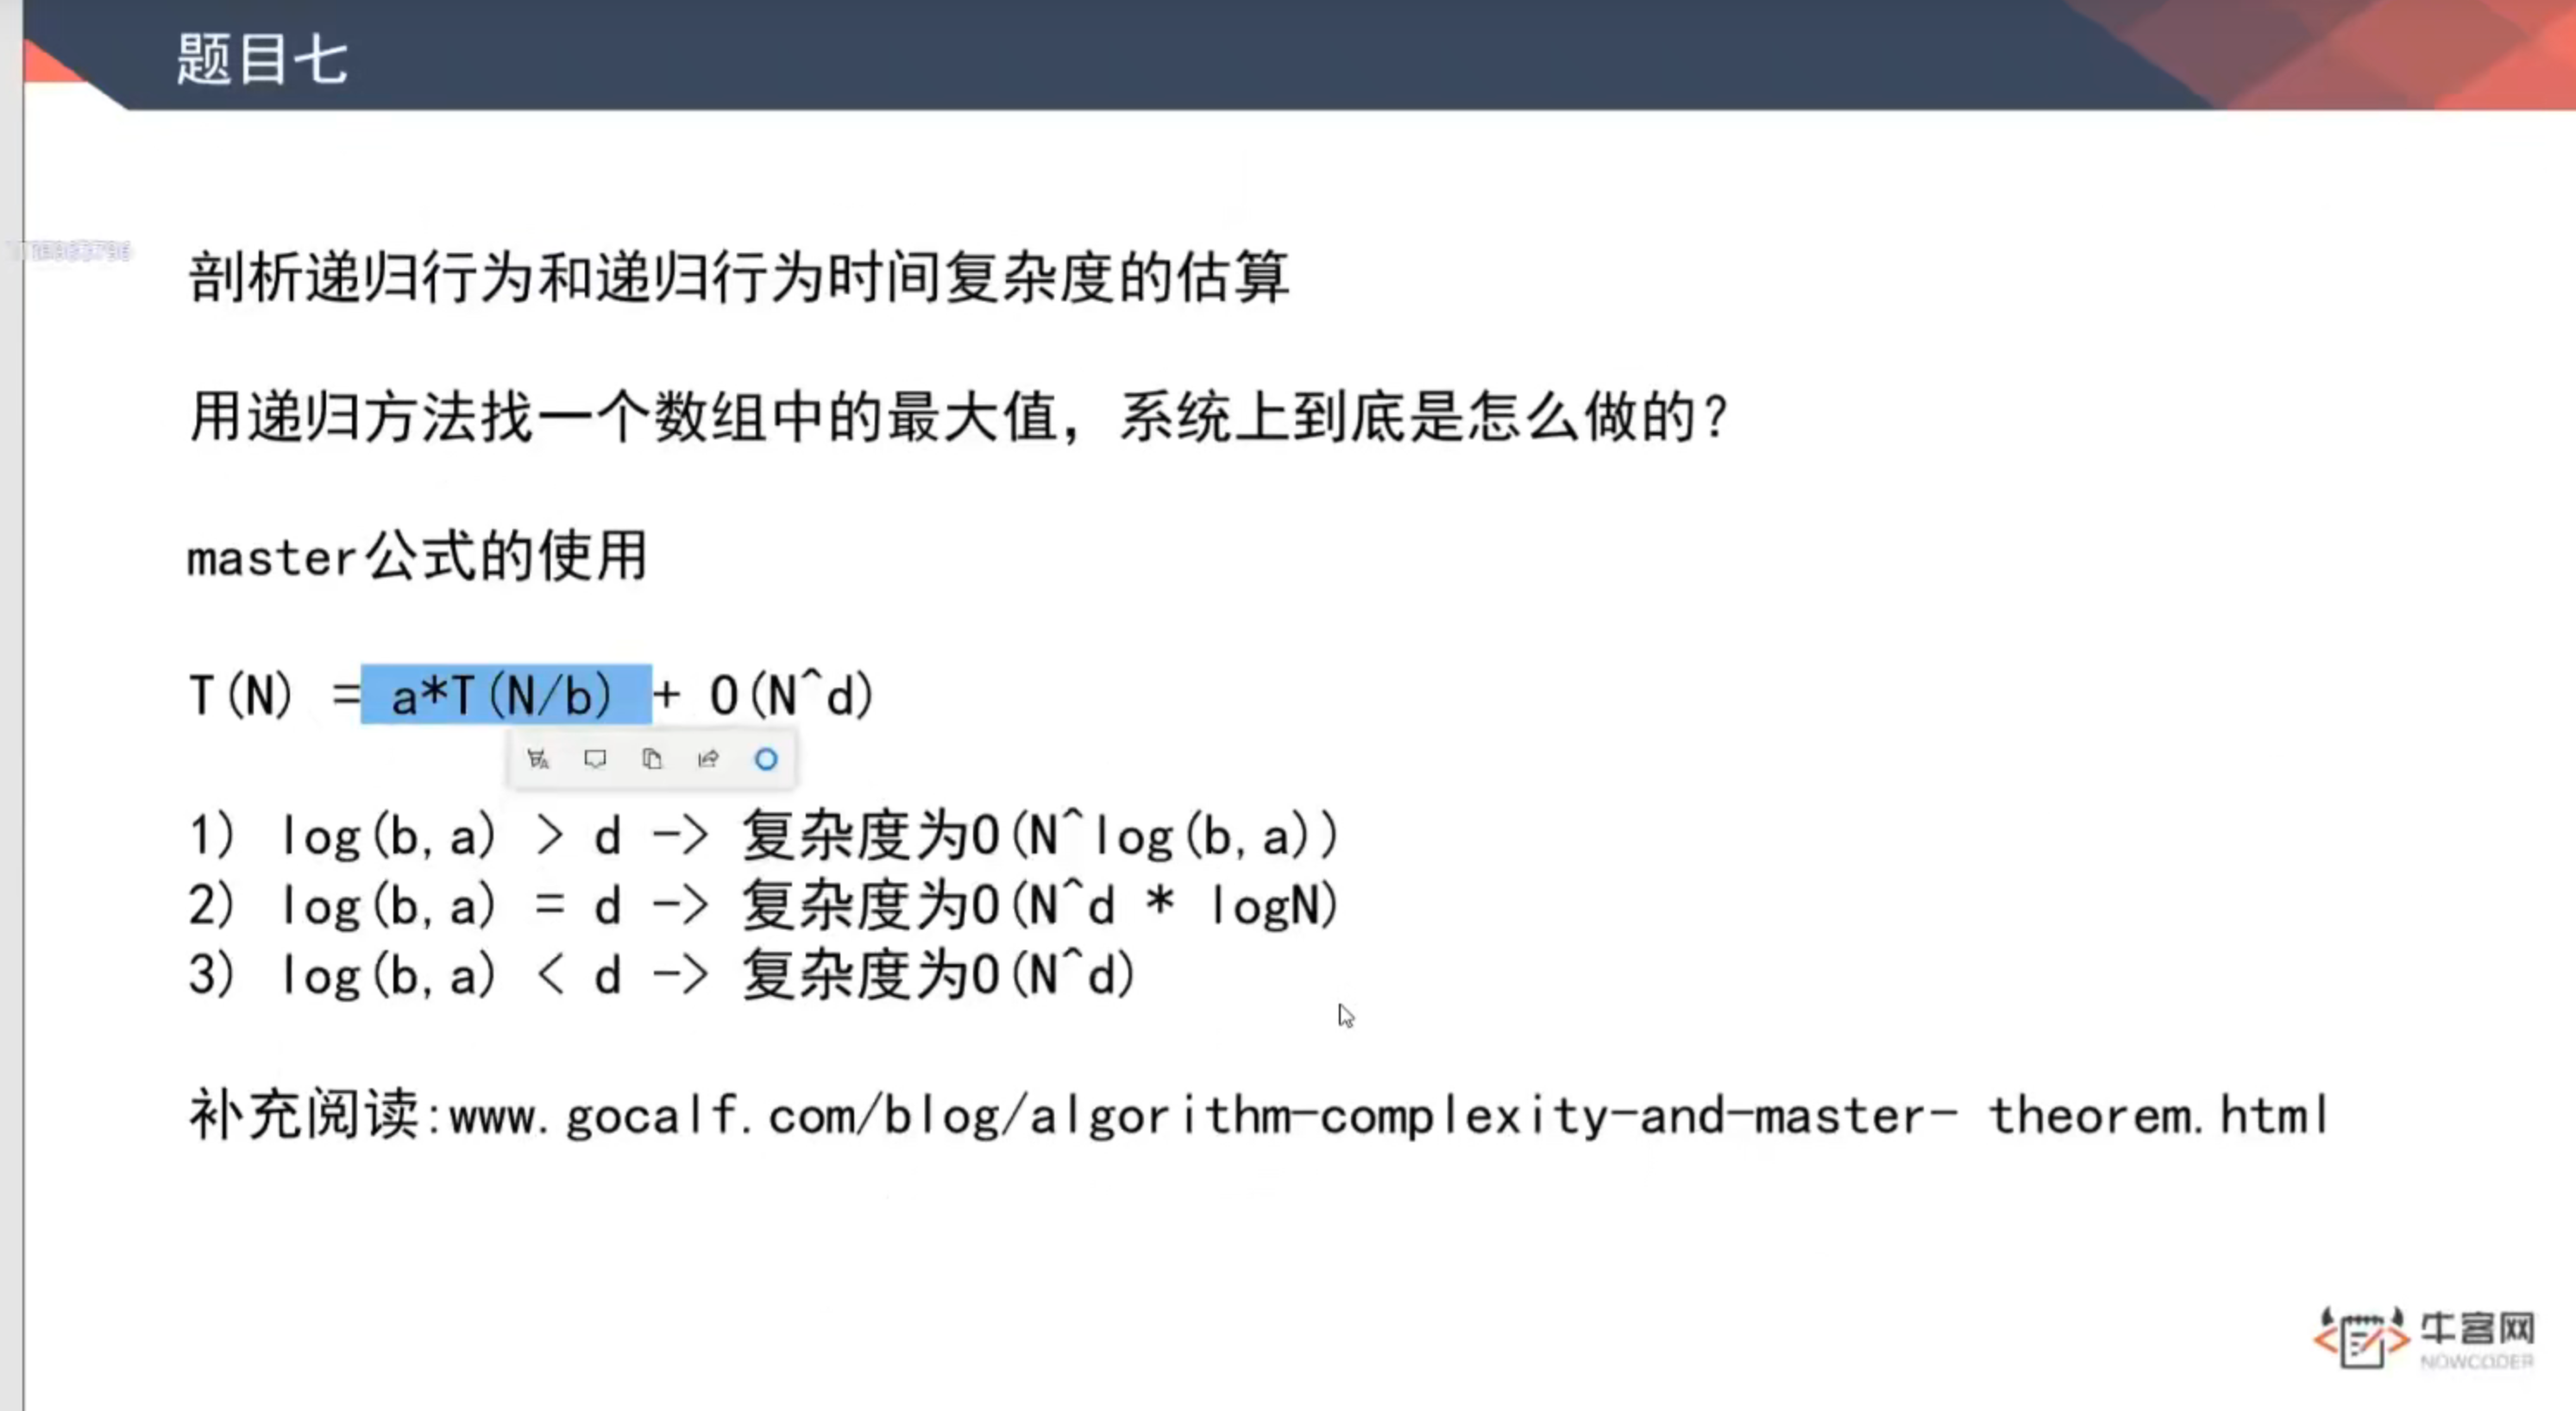 题目七
剖析递归行为和递归行为时间复杂度的估算
用递归方法找一个数组中的最大值，系统上到底是怎么做的？
master公式的使用
T(N) = a*T(N/b) + O(N^d)
1) log(b,a) > d -> 复杂度为O(N^log(b,a))
2) log(b,a) = d -> 复杂度为O(N^d * logN)
3) log(b,a) < d -> 复杂度为O(N^d)
补充阅读:www.gocalf.com/blog/algorithm-complexity-and-master- theorem.html
牛客网
NOWCODER